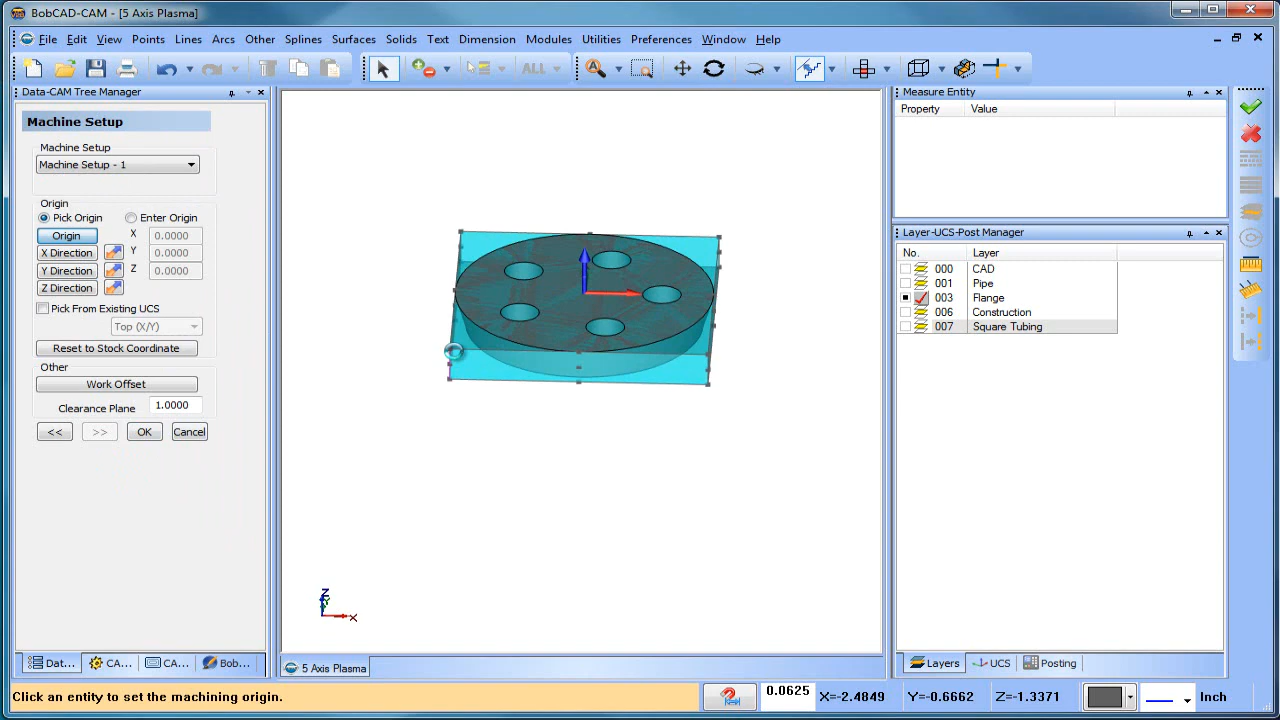 BobCAD-CAM - [5 Axis Plasma]
File Edit View Points Lines Arcs Other Splines Surfaces Solids Text Dimension Modules Utilities Preferences Window Help
ALL
Data-CAM Tree Manager
Machine Setup
Machine Setup
Machine Setup - 1
Origin
Pick Origin Enter Origin
Origin X 0.0000
X Direction Y 0.0000
Y Direction Z 0.0000
Z Direction
Pick From Existing UCS
Top (X/Y)
Reset to Stock Coordinate
Other
Work Offset
Clearance Plane 1.0000
<< >> OK Cancel
Dat... CA... CA... Bob...
Z
Y
X
5 Axis Plasma
Measure Entity
Property Value
Layer-UCS-Post Manager
No. Layer
000 CAD
001 Pipe
003 Flange
006 Construction
007 Square Tubing
Layers UCS Posting
Click an entity to set the machining origin.
0.0625 X=-2.4849 Y=-0.6662 Z=-1.3371 Inch